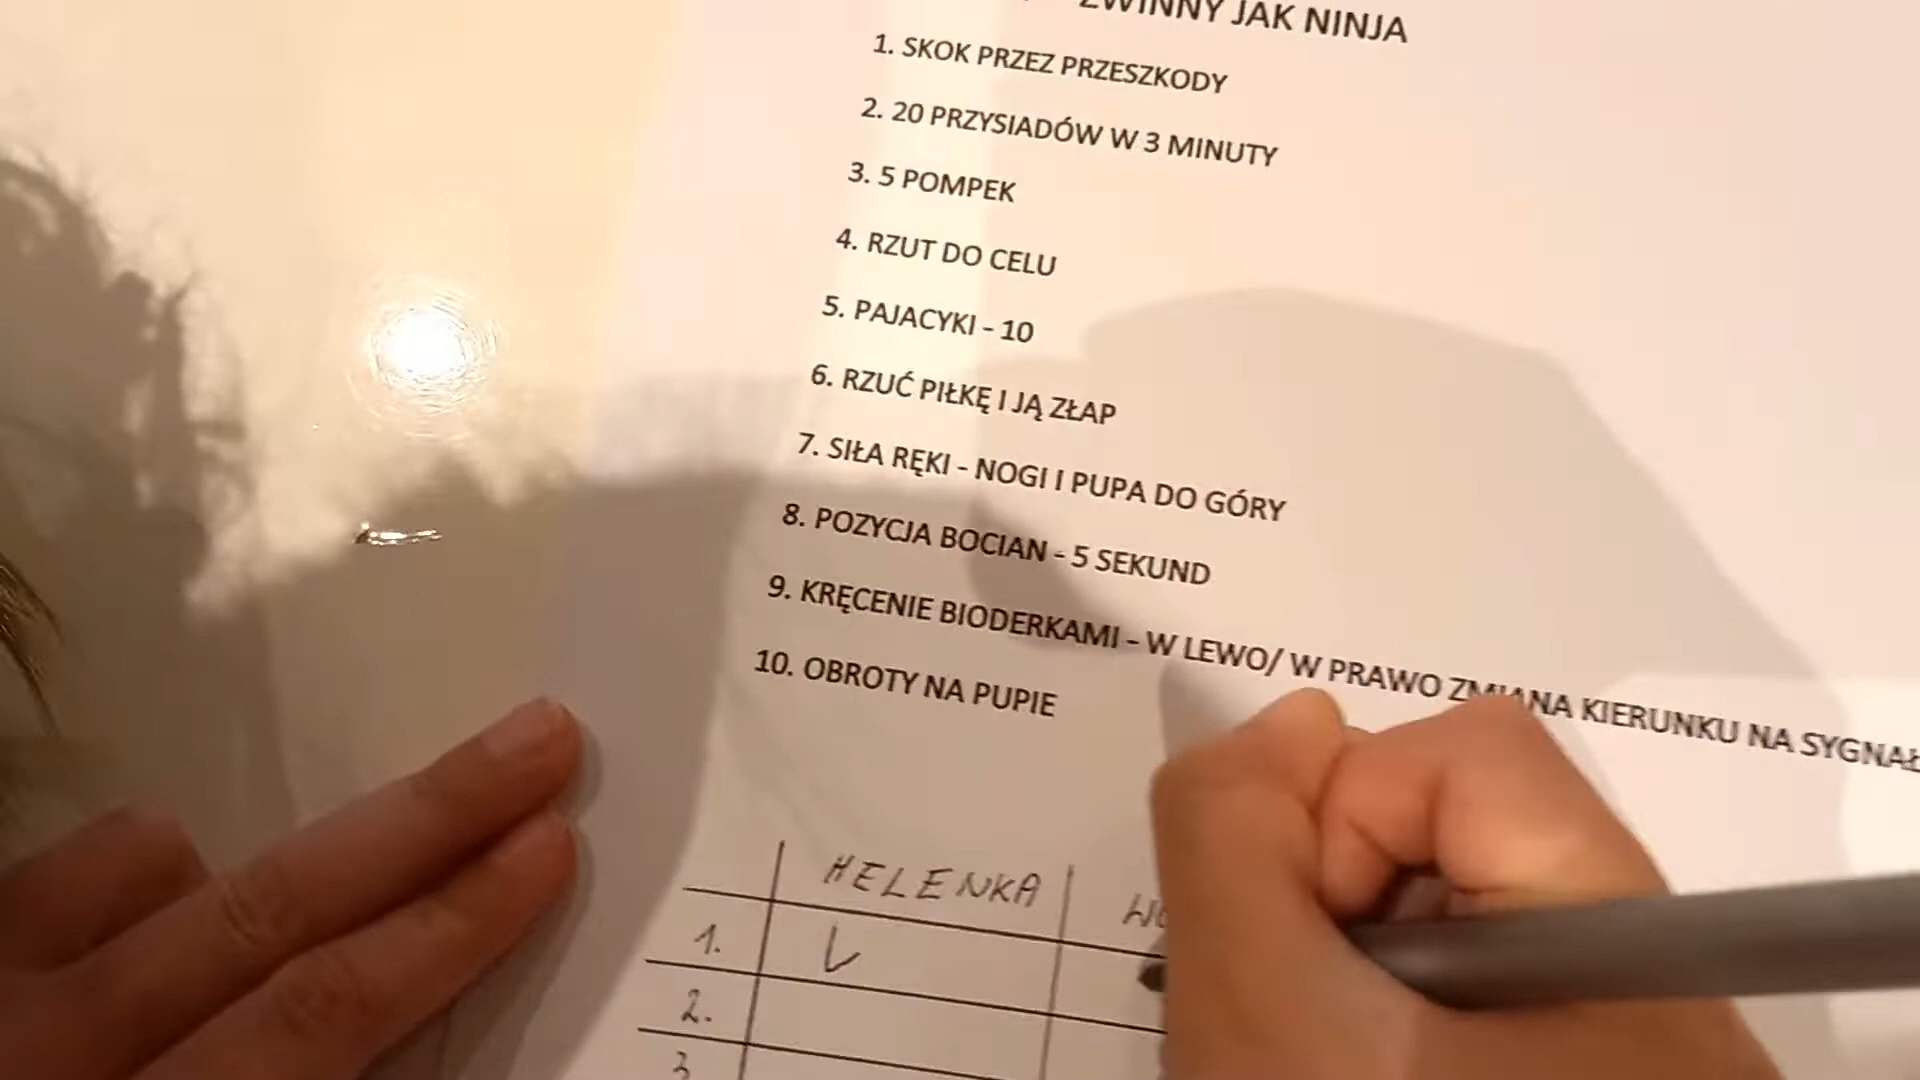 ZWINNY JAK NINJA
1. SKOK PRZEZ PRZESZKODY
2. 20 PRZYSIADÓW W 3 MINUTY
3. 5 POMPEK
4. RZUT DO CELU
5. PAJACYKI - 10
6. RZUĆ PIŁKĘ I JĄ ZŁAP
7. SIŁA RĘKI - NOGI I PUPA DO GÓRY
8. POZYCJA BOCIAN - 5 SEKUND
9. KRĘCENIE BIODERKAMI - W LEWO/ W PRAWO ZMIANA KIERUNKU NA SYGNAŁ
10. OBROTY NA PUPIE
HELENKA
1. V
2.
3.